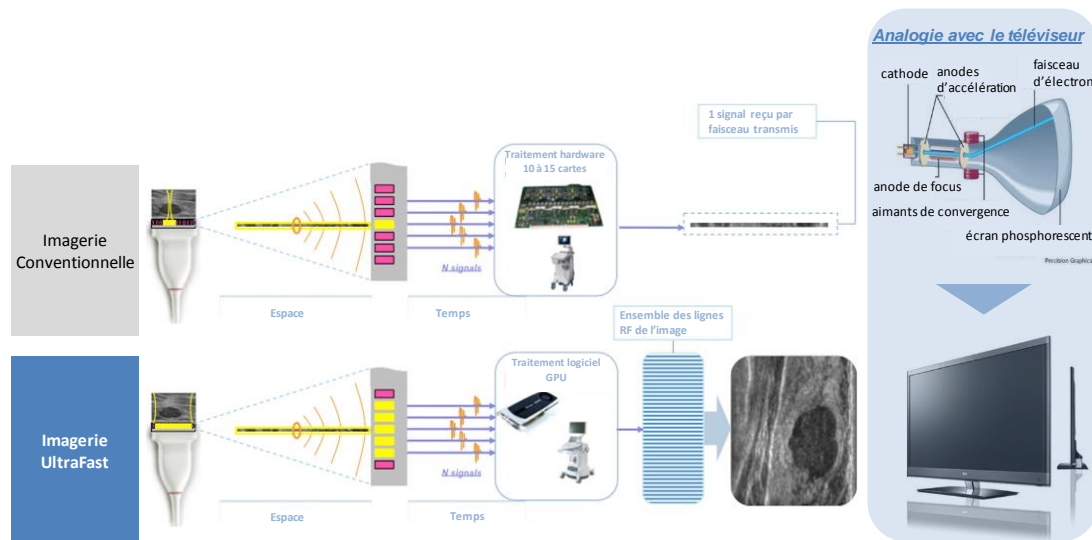 Analogie avec le téléviseur
cathode
anodes
d'accélération
faisceau
d'électron
anode de focus
aimants de convergence
écran phosphorescent
Precision Graphics
1 signal reçu par
faisceau transmis
Imagerie
Conventionnelle
Traitement hardware
10 à 15 cartes
N signals
Espace
Temps
Ensemble des lignes
RF de l'image
Imagerie
UltraFast
Traitement logiciel
GPU
N signals
Espace
Temps